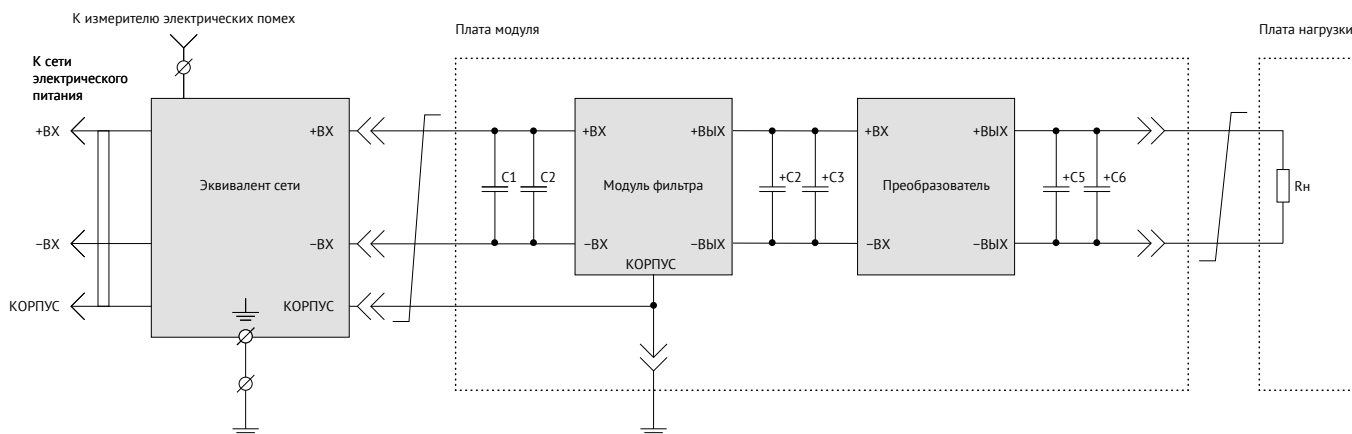 К измерителю электрических помех
Плата модуля
Плата нагрузки
К сети
электрического
питания
+ВХ
−ВХ
КОРПУС
+ВХ
Эквивалент сети
−ВХ
КОРПУС
C1
C2
+ВХ
+ВЫХ
Модуль фильтра
−ВХ
−ВЫХ
КОРПУС
+C2
+C3
+ВХ
+ВЫХ
Преобразователь
−ВХ
−ВЫХ
+C5
+C6
Rн